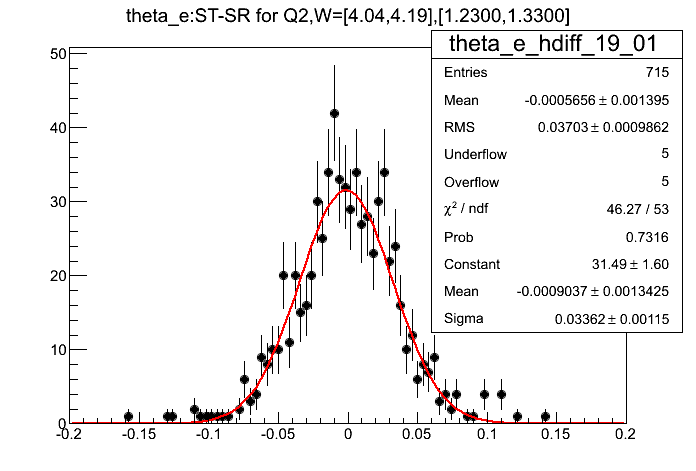 theta_e:ST-SR for Q2,W=[4.04,4.19],[1.2300,1.3300]
theta_e_hdiff_19_01
Entries 715
Mean -0.0005656 ± 0.001395
RMS 0.03703 ± 0.0009862
Underflow 5
Overflow 5
χ² / ndf 46.27 / 53
Prob 0.7316
Constant 31.49 ± 1.60
Mean -0.0009037 ± 0.0013425
Sigma 0.03362 ± 0.00115
50
40
30
20
10
0
-0.2 -0.15 -0.1 -0.05 0 0.05 0.1 0.15 0.2